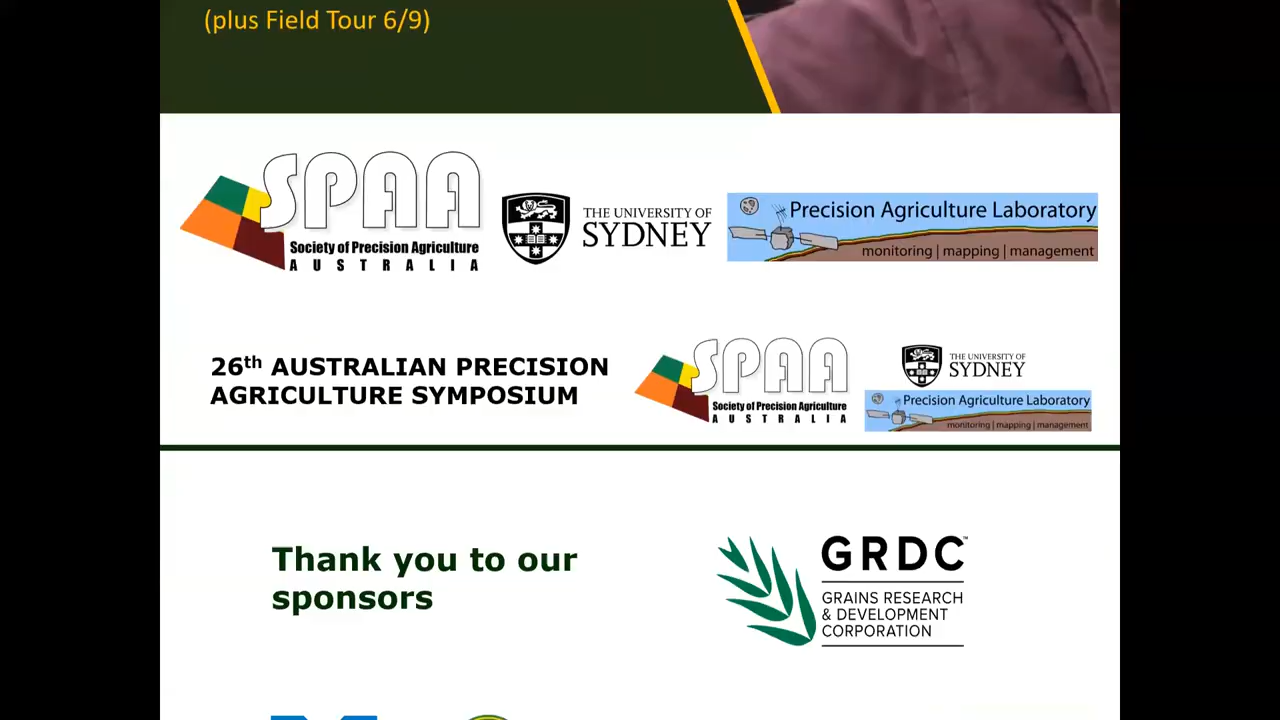 (plus Field Tour 6/9)
SPAA
Society of Precision Agriculture
AUSTRALIA
THE UNIVERSITY OF
SYDNEY
Precision Agriculture Laboratory
monitoring | mapping | management
26th AUSTRALIAN PRECISION
AGRICULTURE SYMPOSIUM
SPAA
Society of Precision Agriculture
AUSTRALIA
THE UNIVERSITY OF
SYDNEY
Precision Agriculture Laboratory
monitoring | mapping | management
Thank you to our
sponsors
GRDC™
GRAINS RESEARCH
& DEVELOPMENT
CORPORATION